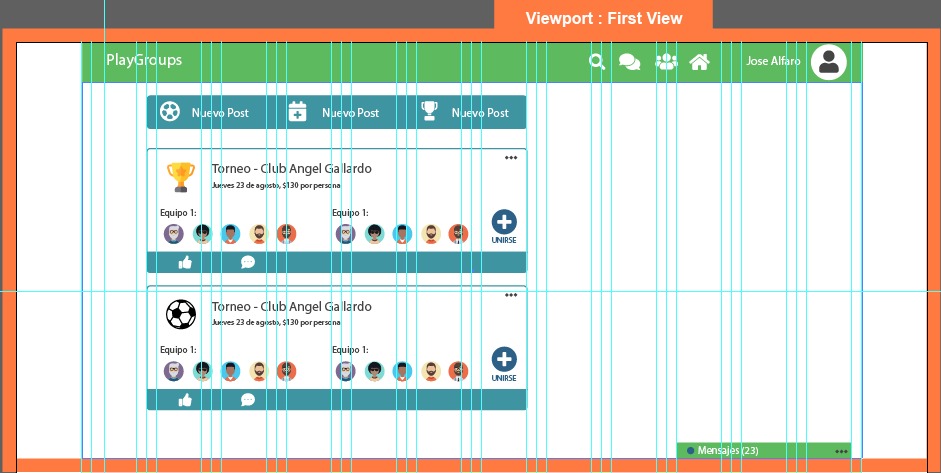 Viewport : First View
PlayGroups
Jose Alfaro
Nuevo Post Nuevo Post Nuevo Post
Torneo - Club Angel Gallardo
Jueves 23 de agosto, $130 por persona
Equipo 1: Equipo 1:
UNIRSE
Torneo - Club Angel Gallardo
Jueves 23 de agosto, $130 por persona
Equipo 1: Equipo 1:
UNIRSE
Mensajes (23)